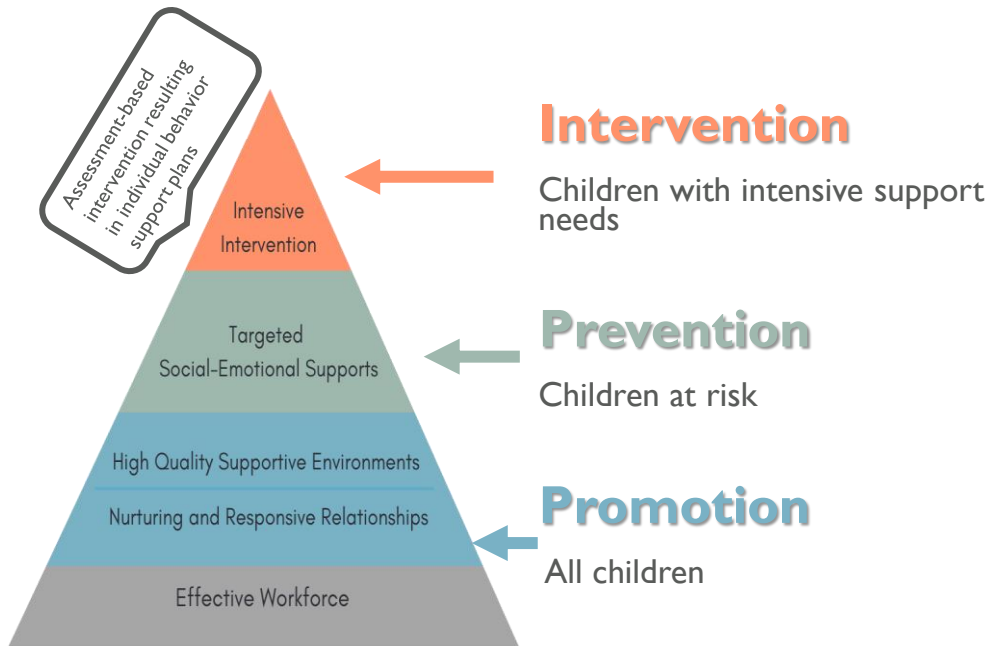 Assessment-based
intervention resulting
in individual behavior
support plans
Intensive
Intervention
Targeted
Social-Emotional Supports
High Quality Supportive Environments
Nurturing and Responsive Relationships
Effective Workforce
Intervention
Children with intensive support
needs
Prevention
Children at risk
Promotion
All children